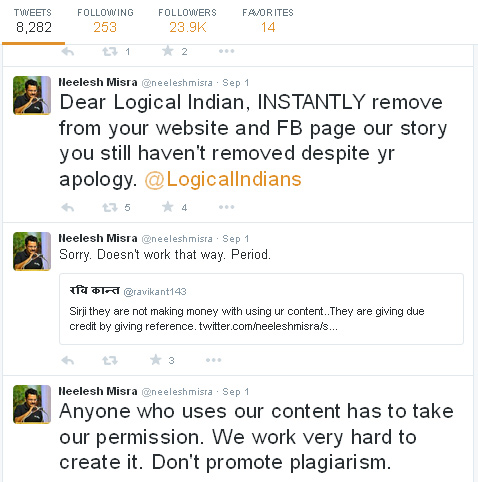 TWEETS FOLLOWING FOLLOWERS FAVORITES
8,282 253 23.9K 14
1 2
Neelesh Misra @neeleshmisra · Sep 1
Dear Logical Indian, INSTANTLY remove
from your website and FB page our story
you still haven't removed despite yr
apology. @LogicalIndians
5 4
Neelesh Misra @neeleshmisra · Sep 1
Sorry. Doesn't work that way. Period.
रवि कान्त @ravikant143
Sirji they are not making money with using ur content..They are giving due
credit by giving reference. twitter.com/neeleshmisra/s...
3
Neelesh Misra @neeleshmisra · Sep 1
Anyone who uses our content has to take
our permission. We work very hard to
create it. Don't promote plagiarism.